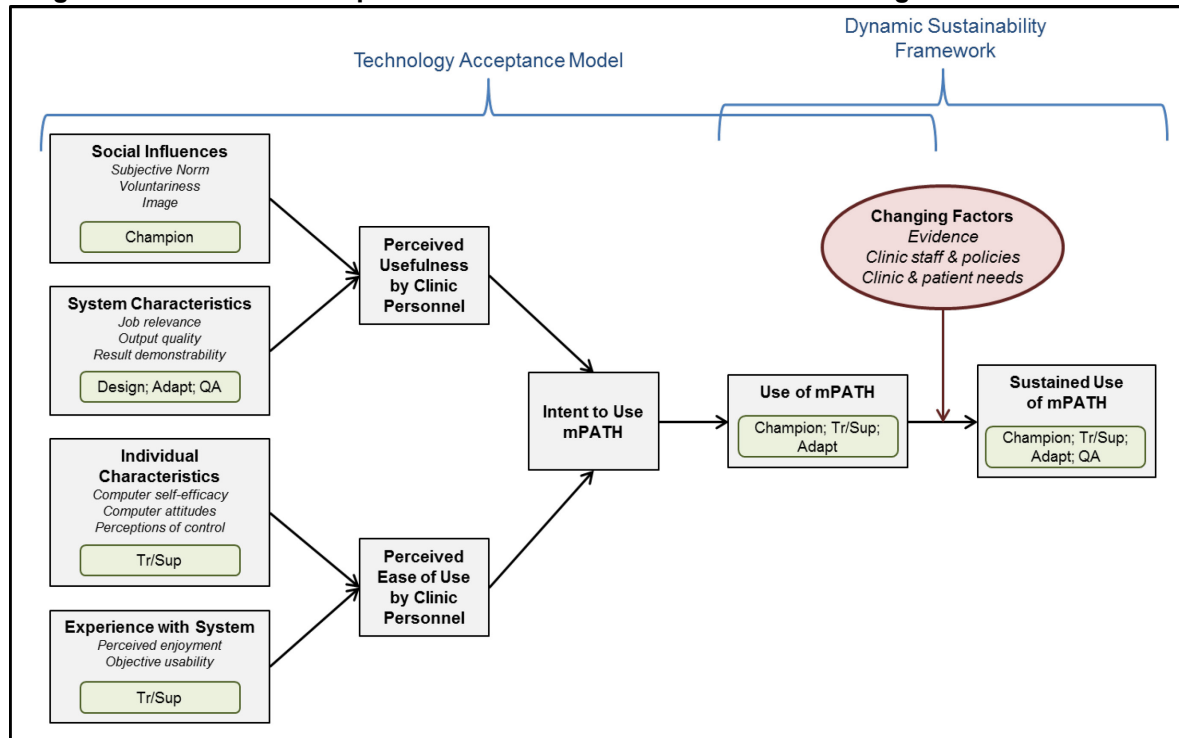 Dynamic Sustainability
Framework
Technology Acceptance Model
Social Influences
Subjective Norm
Voluntariness
Image
Champion
System Characteristics
Job relevance
Output quality
Result demonstrability
Design; Adapt; QA
Individual
Characteristics
Computer self-efficacy
Computer attitudes
Perceptions of control
Tr/Sup
Experience with System
Perceived enjoyment
Objective usability
Tr/Sup
Perceived
Usefulness
by Clinic
Personnel
Perceived
Ease of Use
by Clinic
Personnel
Intent to Use
mPATH
Use of mPATH
Champion; Tr/Sup;
Adapt
Changing Factors
Evidence
Clinic staff & policies
Clinic & patient needs
Sustained Use
of mPATH
Champion; Tr/Sup;
Adapt; QA